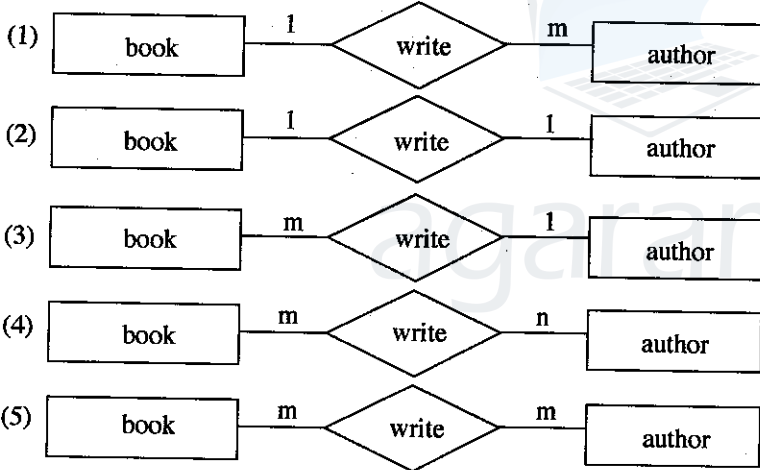 (1) book 1 write m author
(2) book 1 write 1 author
(3) book m write 1 author
(4) book m write n author
(5) book m write m author
agaran